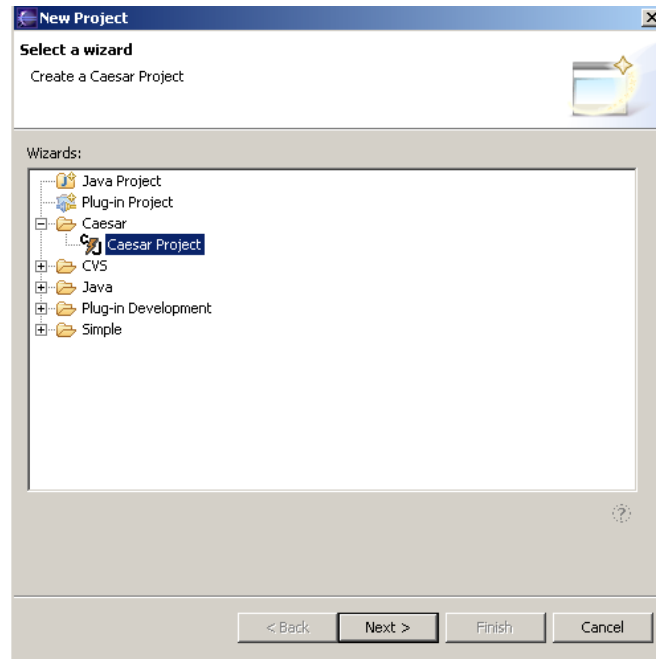 New Project
Select a wizard
Create a Caesar Project
Wizards:
Java Project
Plug-in Project
Caesar
Caesar Project
CVS
Java
Plug-in Development
Simple
< Back Next > Finish Cancel